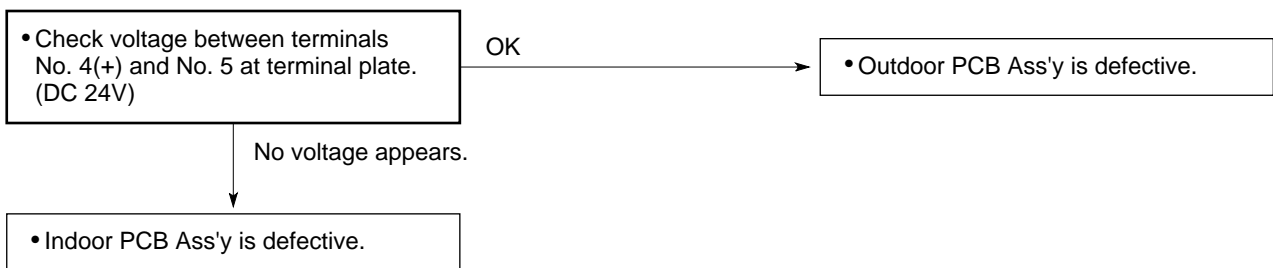 • Check voltage between terminals
No. 4(+) and No. 5 at terminal plate.
(DC 24V)
OK
• Outdoor PCB Ass'y is defective.
No voltage appears.
• Indoor PCB Ass'y is defective.